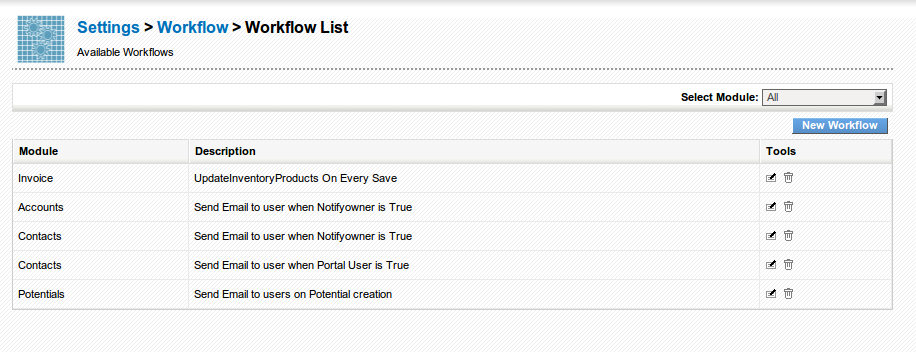 Settings > Workflow > Workflow List
Available Workflows
Select Module: All
New Workflow
Module Description Tools
Invoice UpdateInventoryProducts On Every Save
Accounts Send Email to user when Notifyowner is True
Contacts Send Email to user when Notifyowner is True
Contacts Send Email to user when Portal User is True
Potentials Send Email to users on Potential creation